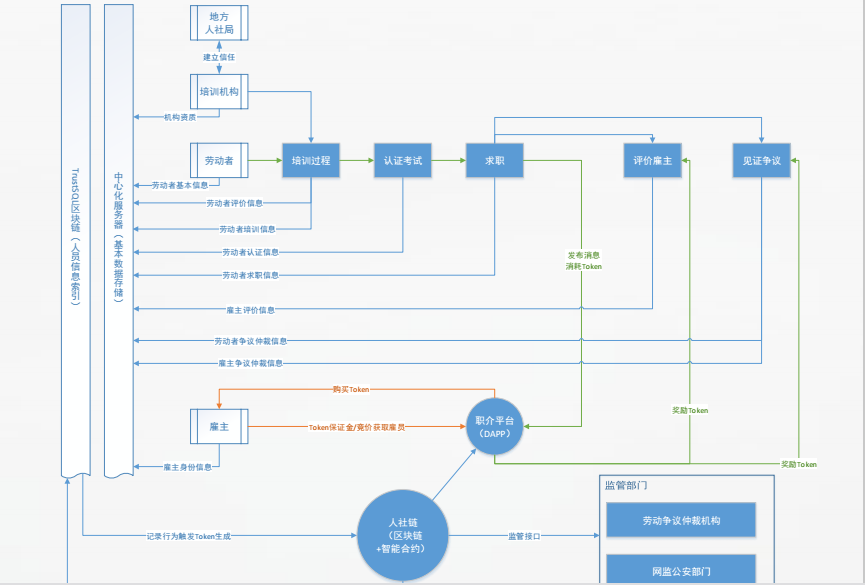 地方
人社局
建立信任
培训机构
机构资质
劳动者
培训过程
认证考试
求职
评价雇主
见证争议
TrustSQL区块链（人员信息索引）
中心化服务器（基本数据存储）
劳动者基本信息
劳动者评价信息
劳动者培训信息
劳动者认证信息
劳动者求职信息
发布消息
消耗Token
雇主评价信息
劳动者争议仲裁信息
雇主争议仲裁信息
购买Token
雇主
Token保证金/竞价获取雇员
职介平台
（DAPP）
奖励Token
奖励Token
雇主身份信息
监管部门
人社链
（区块链
+智能合约）
记录行为触发Token生成
监管接口
劳动争议仲裁机构
网监公安部门